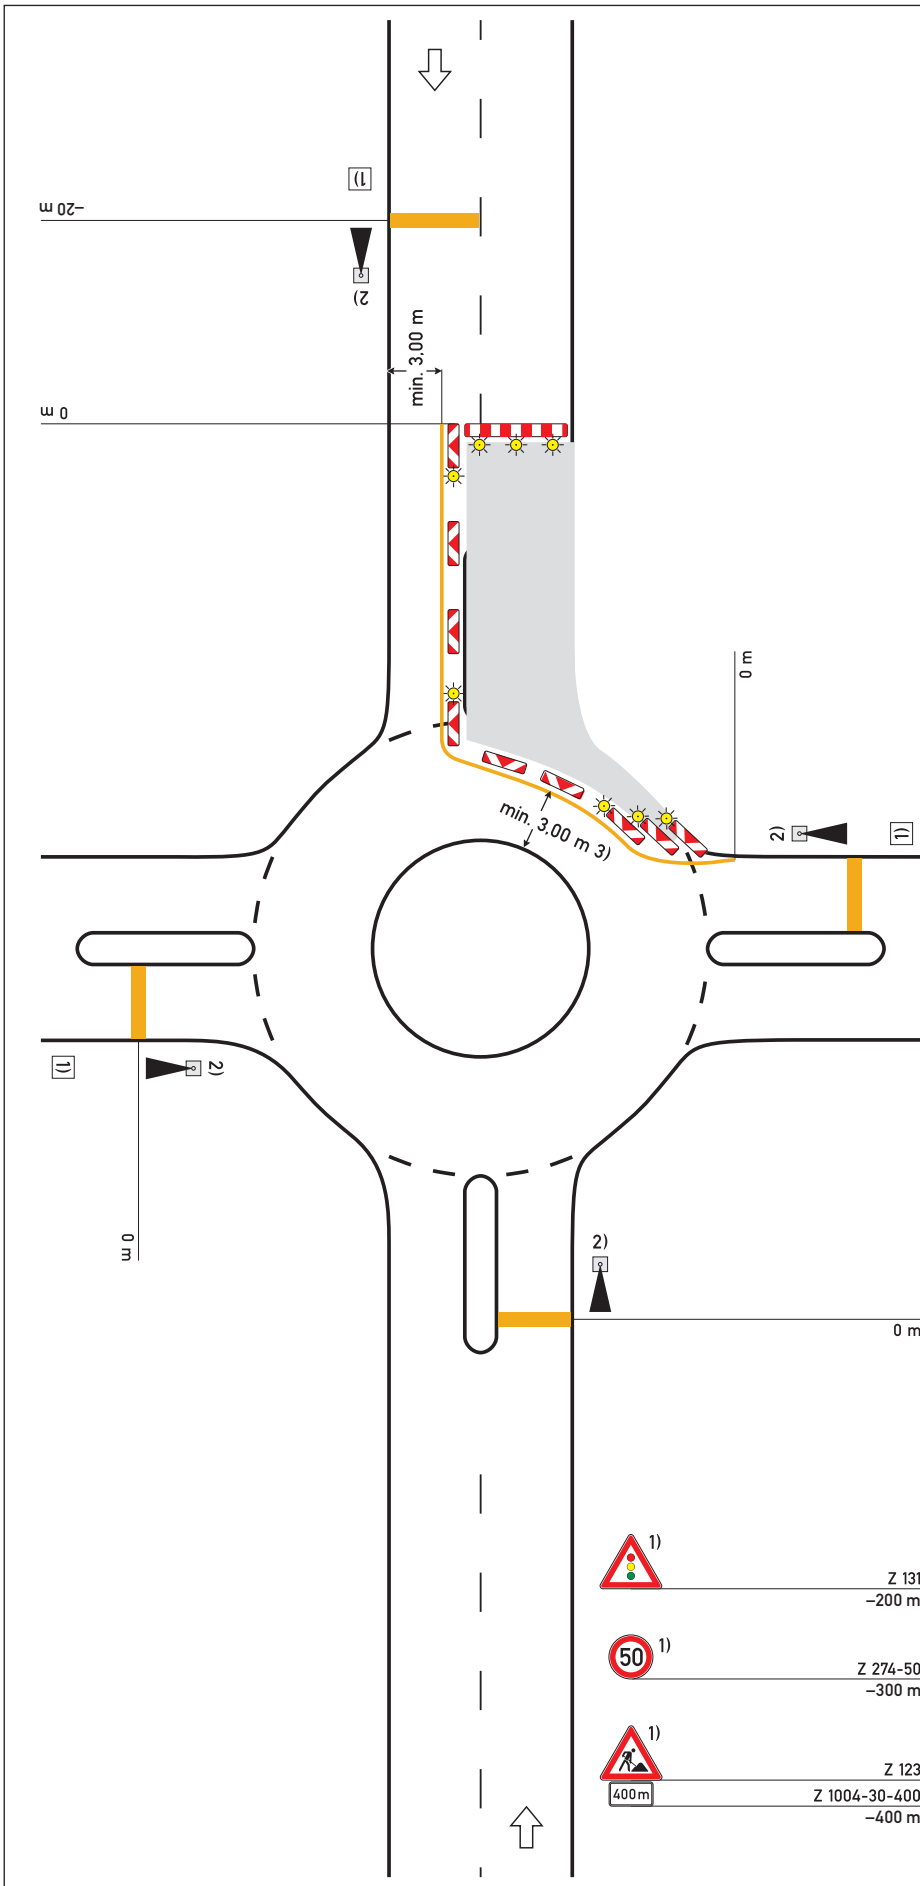 1)
–20 m
2)
min. 3,00 m
0 m
0 m
min. 3,00 m 3)
2)
1)
1)
2)
0 m
2)
0 m
1)
Z 131
–200 m
50
1)
Z 274-50
–300 m
1)
Z 123
400 m
Z 1004-30-400
–400 m